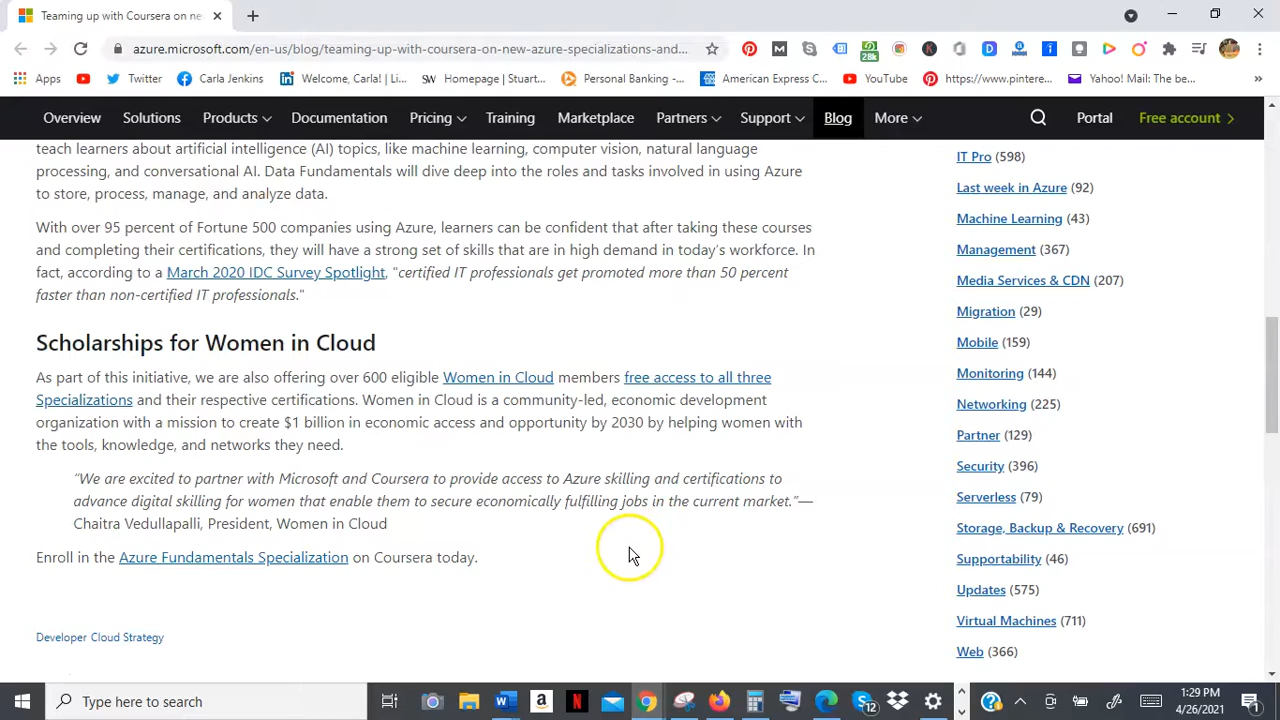 Teaming up with Coursera on ne
azure.microsoft.com/en-us/blog/teaming-up-with-coursera-on-new-azure-specializations-and...
28k
Apps
Twitter
Carla Jenkins
Welcome, Carla! | Li...
SW Homepage | Stuart...
Personal Banking -...
American Express C...
YouTube
https://www.pintere...
Yahoo! Mail: The be...
Overview
Solutions
Products
Documentation
Pricing
Training
Marketplace
Partners
Support
Blog
More
Portal
Free account
teach learners about artificial intelligence (AI) topics, like machine learning, computer vision, natural language
processing, and conversational AI. Data Fundamentals will dive deep into the roles and tasks involved in using Azure
to store, process, manage, and analyze data.
With over 95 percent of Fortune 500 companies using Azure, learners can be confident that after taking these courses
and completing their certifications, they will have a strong set of skills that are in high demand in today's workforce. In
fact, according to a March 2020 IDC Survey Spotlight, "certified IT professionals get promoted more than 50 percent
faster than non-certified IT professionals."
Scholarships for Women in Cloud
As part of this initiative, we are also offering over 600 eligible Women in Cloud members free access to all three
Specializations and their respective certifications. Women in Cloud is a community-led, economic development
organization with a mission to create $1 billion in economic access and opportunity by 2030 by helping women with
the tools, knowledge, and networks they need.
"We are excited to partner with Microsoft and Coursera to provide access to Azure skilling and certifications to
advance digital skilling for women that enable them to secure economically fulfilling jobs in the current market."—
Chaitra Vedullapalli, President, Women in Cloud
Enroll in the Azure Fundamentals Specialization on Coursera today.
Developer Cloud Strategy
IT Pro (598)
Last week in Azure (92)
Machine Learning (43)
Management (367)
Media Services & CDN (207)
Migration (29)
Mobile (159)
Monitoring (144)
Networking (225)
Partner (129)
Security (396)
Serverless (79)
Storage, Backup & Recovery (691)
Supportability (46)
Updates (575)
Virtual Machines (711)
Web (366)
Type here to search
12
1:29 PM
4/26/2021
1